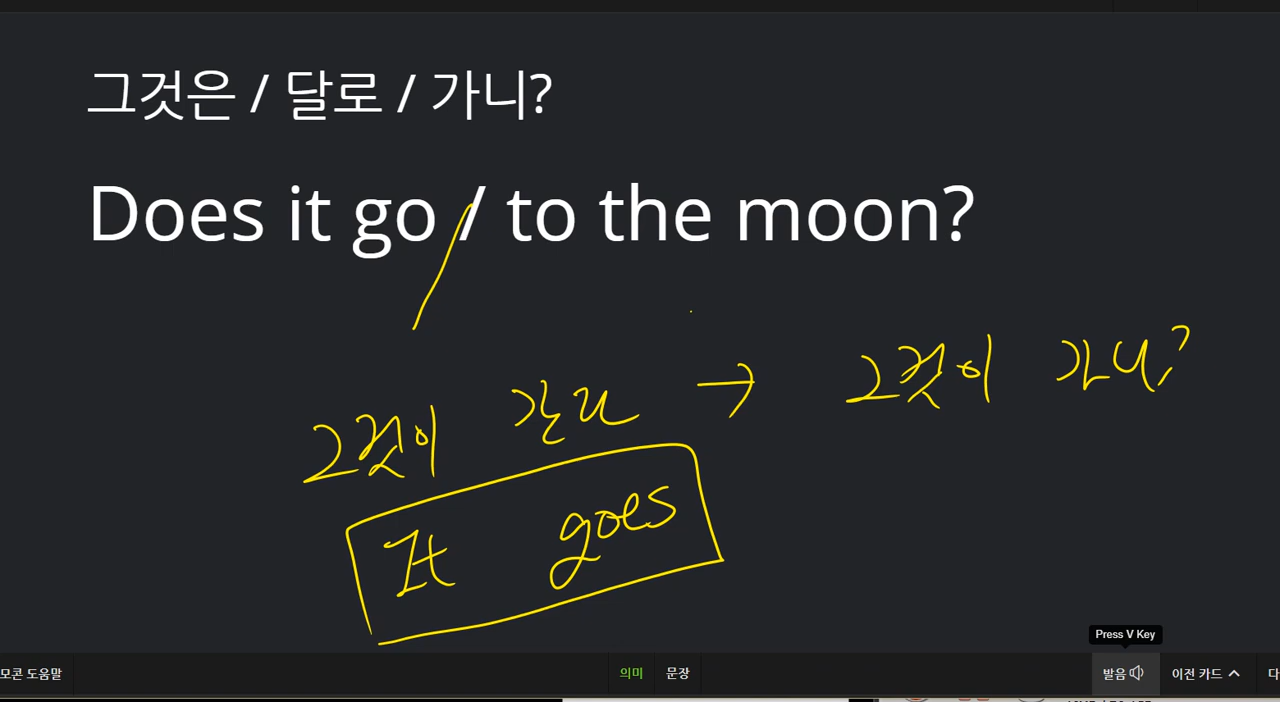 그것은 / 달로 / 가니?
Does it go / to the moon?
그것이 간다 → 그것이 가니?
It goes
Press V Key
모콘 도움말 의미 문장 발음 이전 카드 다